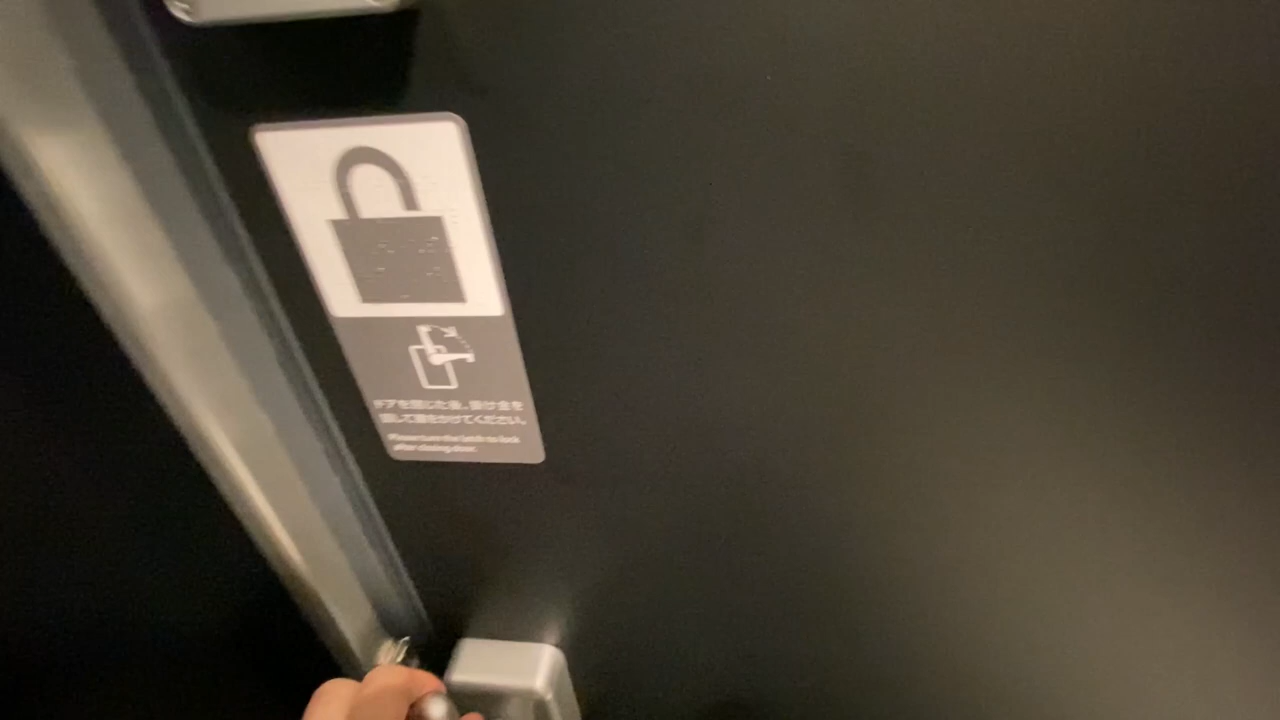 ドアを閉じた後、掛け金を
回して鍵をかけてください。
Please turn the latch to lock
after closing door.